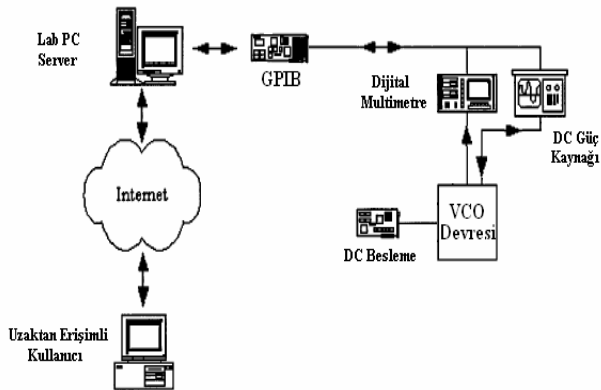 Lab PC
Server
GPIB
Dijital
Multimetre
DC Güç
Kaynağı
Internet
VCO
Devresi
DC Besleme
Uzaktan Erişimli
Kullanıcı